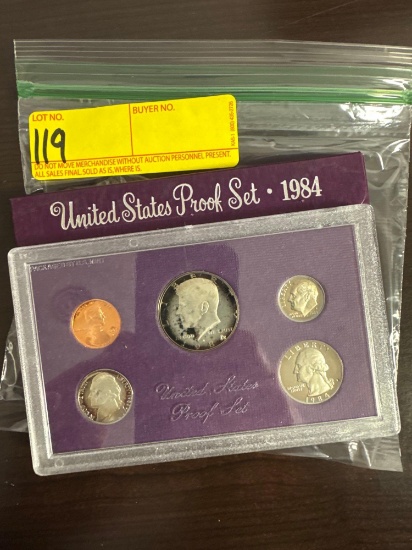 LOT NO.
BUYER NO.
119
DO NOT MOVE MERCHANDISE WITHOUT AUCTION PERSONNEL PRESENT.
ALL SALES FINAL, SOLD AS IS, WHERE IS.
United States Proof Set • 1984
LIBERTY
1984
United States
Proof Set